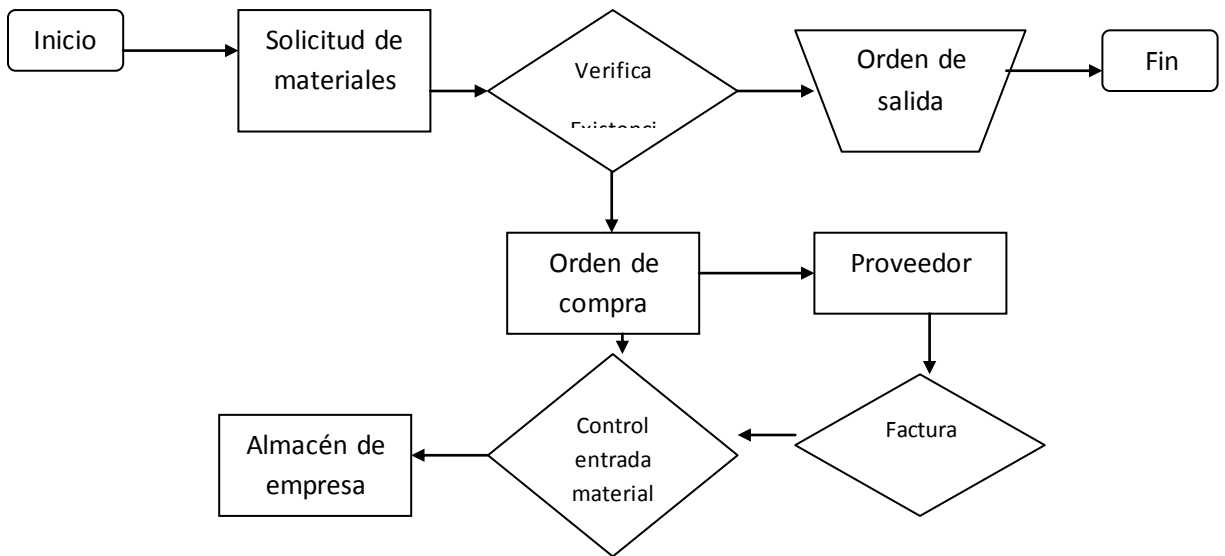 Inicio
Solicitud de
materiales
Verifica
Orden de
salida
Fin
Orden de
compra
Proveedor
Almacén de
empresa
Control
entrada
material
Factura